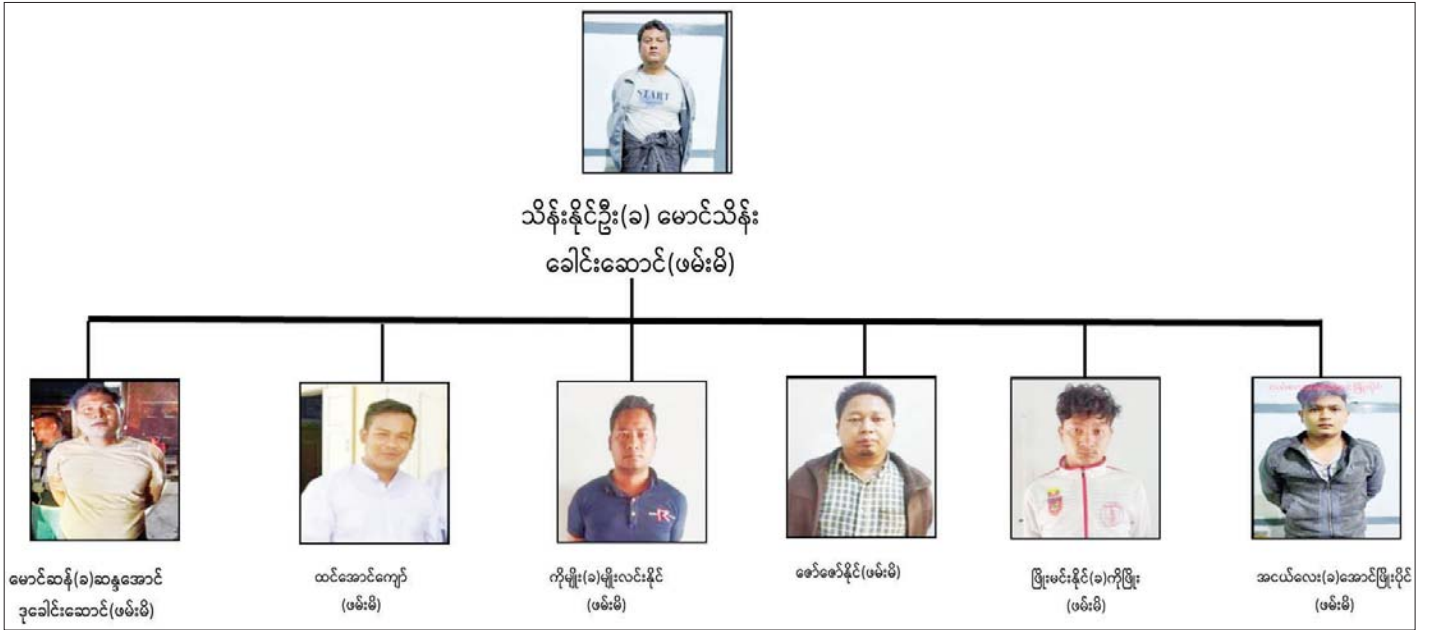 START
သိန်းနိုင်ဦး(ခ) မောင်သိန်း
ခေါင်းဆောင်(ဖမ်းမိ)
မောင်ဆန်(ခ)ဆန္ဒအောင်
ဒုခေါင်းဆောင်(ဖမ်းမိ)
ထင်အောင်ကျော်
(ဖမ်းမိ)
ကိုမျိုး(ခ)မျိုးလင်းနိုင်
(ဖမ်းမိ)
ဇော်ဇော်နိုင်(ဖမ်းမိ)
ဖြိုးမင်းနိုင်(ခ)ကိုဖြိုး
(ဖမ်းမိ)
အငယ်လေး(ခ)အောင်ဖြိုးပိုင်
(ဖမ်းမိ)